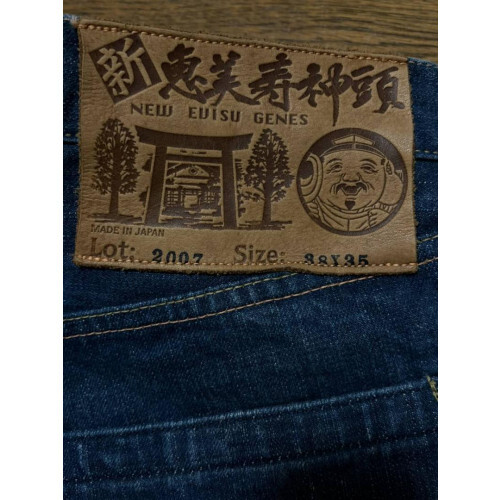 新 恵美寿神頭
NEW EVISU GENES
MADE IN JAPAN
Lot: 2007 Size: 38X35